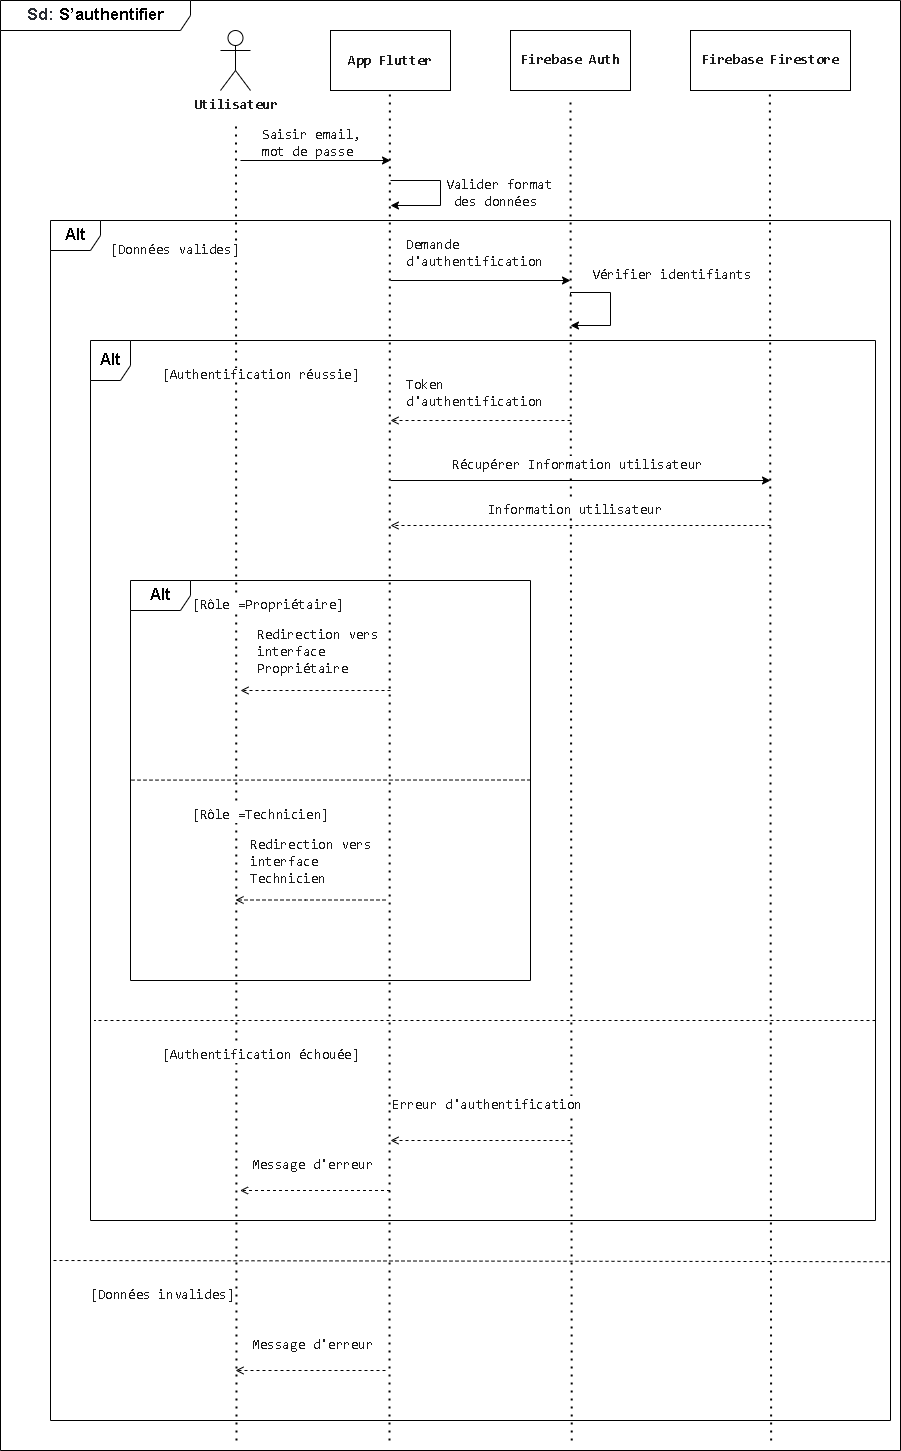 Sd: S'authentifier
Utilisateur
App Flutter
Firebase Auth
Firebase Firestore
Saisir email,
mot de passe
Valider format
des données
Alt
[Données valides]
Demande
d'authentification
Vérifier identifiants
Alt
[Authentification réussie]
Token
d'authentification
Récupérer Information utilisateur
Information utilisateur
Alt
[Rôle =Propriétaire]
Redirection vers
interface
Propriétaire
[Rôle =Technicien]
Redirection vers
interface
Technicien
[Authentification échouée]
Erreur d'authentification
Message d'erreur
[Données invalides]
Message d'erreur